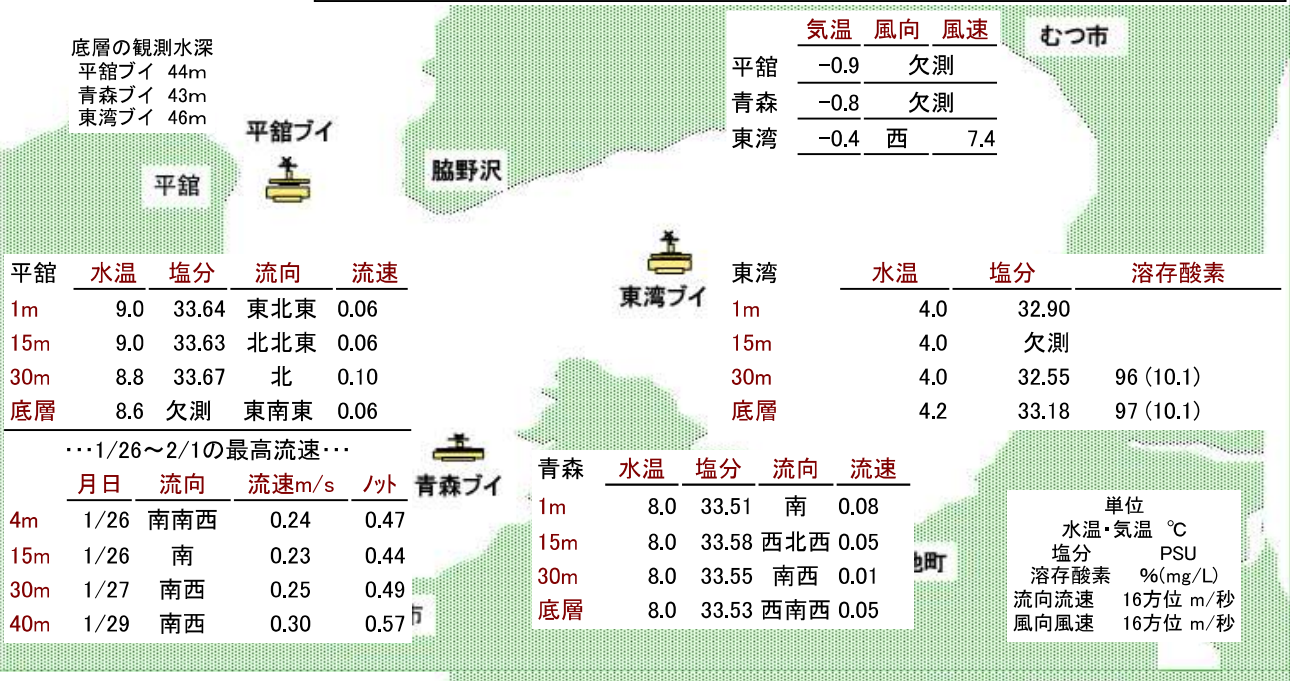 底層の観測水深
平舘ブイ 44m
青森ブイ 43m
東湾ブイ 46m
気温 風向 風速
平舘 -0.9 欠測
青森 -0.8 欠測
東湾 -0.4 西 7.4
むつ市
平舘ブイ
平舘
脇野沢
東湾ブイ
平舘 水温 塩分 流向 流速
1m 9.0 33.64 東北東 0.06
15m 9.0 33.63 北北東 0.06
30m 8.8 33.67 北 0.10
底層 8.6 欠測 東南東 0.06
…1/26～2/1の最高流速…
月日 流向 流速m/s ノット
4m 1/26 南南西 0.24 0.47
15m 1/26 南 0.23 0.44
30m 1/27 南西 0.25 0.49
40m 1/29 南西 0.30 0.57
市
東湾 水温 塩分 溶存酸素
1m 4.0 32.90
15m 4.0 欠測
30m 4.0 32.55 96 (10.1)
底層 4.2 33.18 97 (10.1)
青森ブイ
青森 水温 塩分 流向 流速
1m 8.0 33.51 南 0.08
15m 8.0 33.58 西北西 0.05
30m 8.0 33.55 南西 0.01
底層 8.0 33.53 西南西 0.05
町
単位
水温・気温 ℃
塩分 PSU
溶存酸素 %(mg/L)
流向流速 16方位 m/秒
風向風速 16方位 m/秒